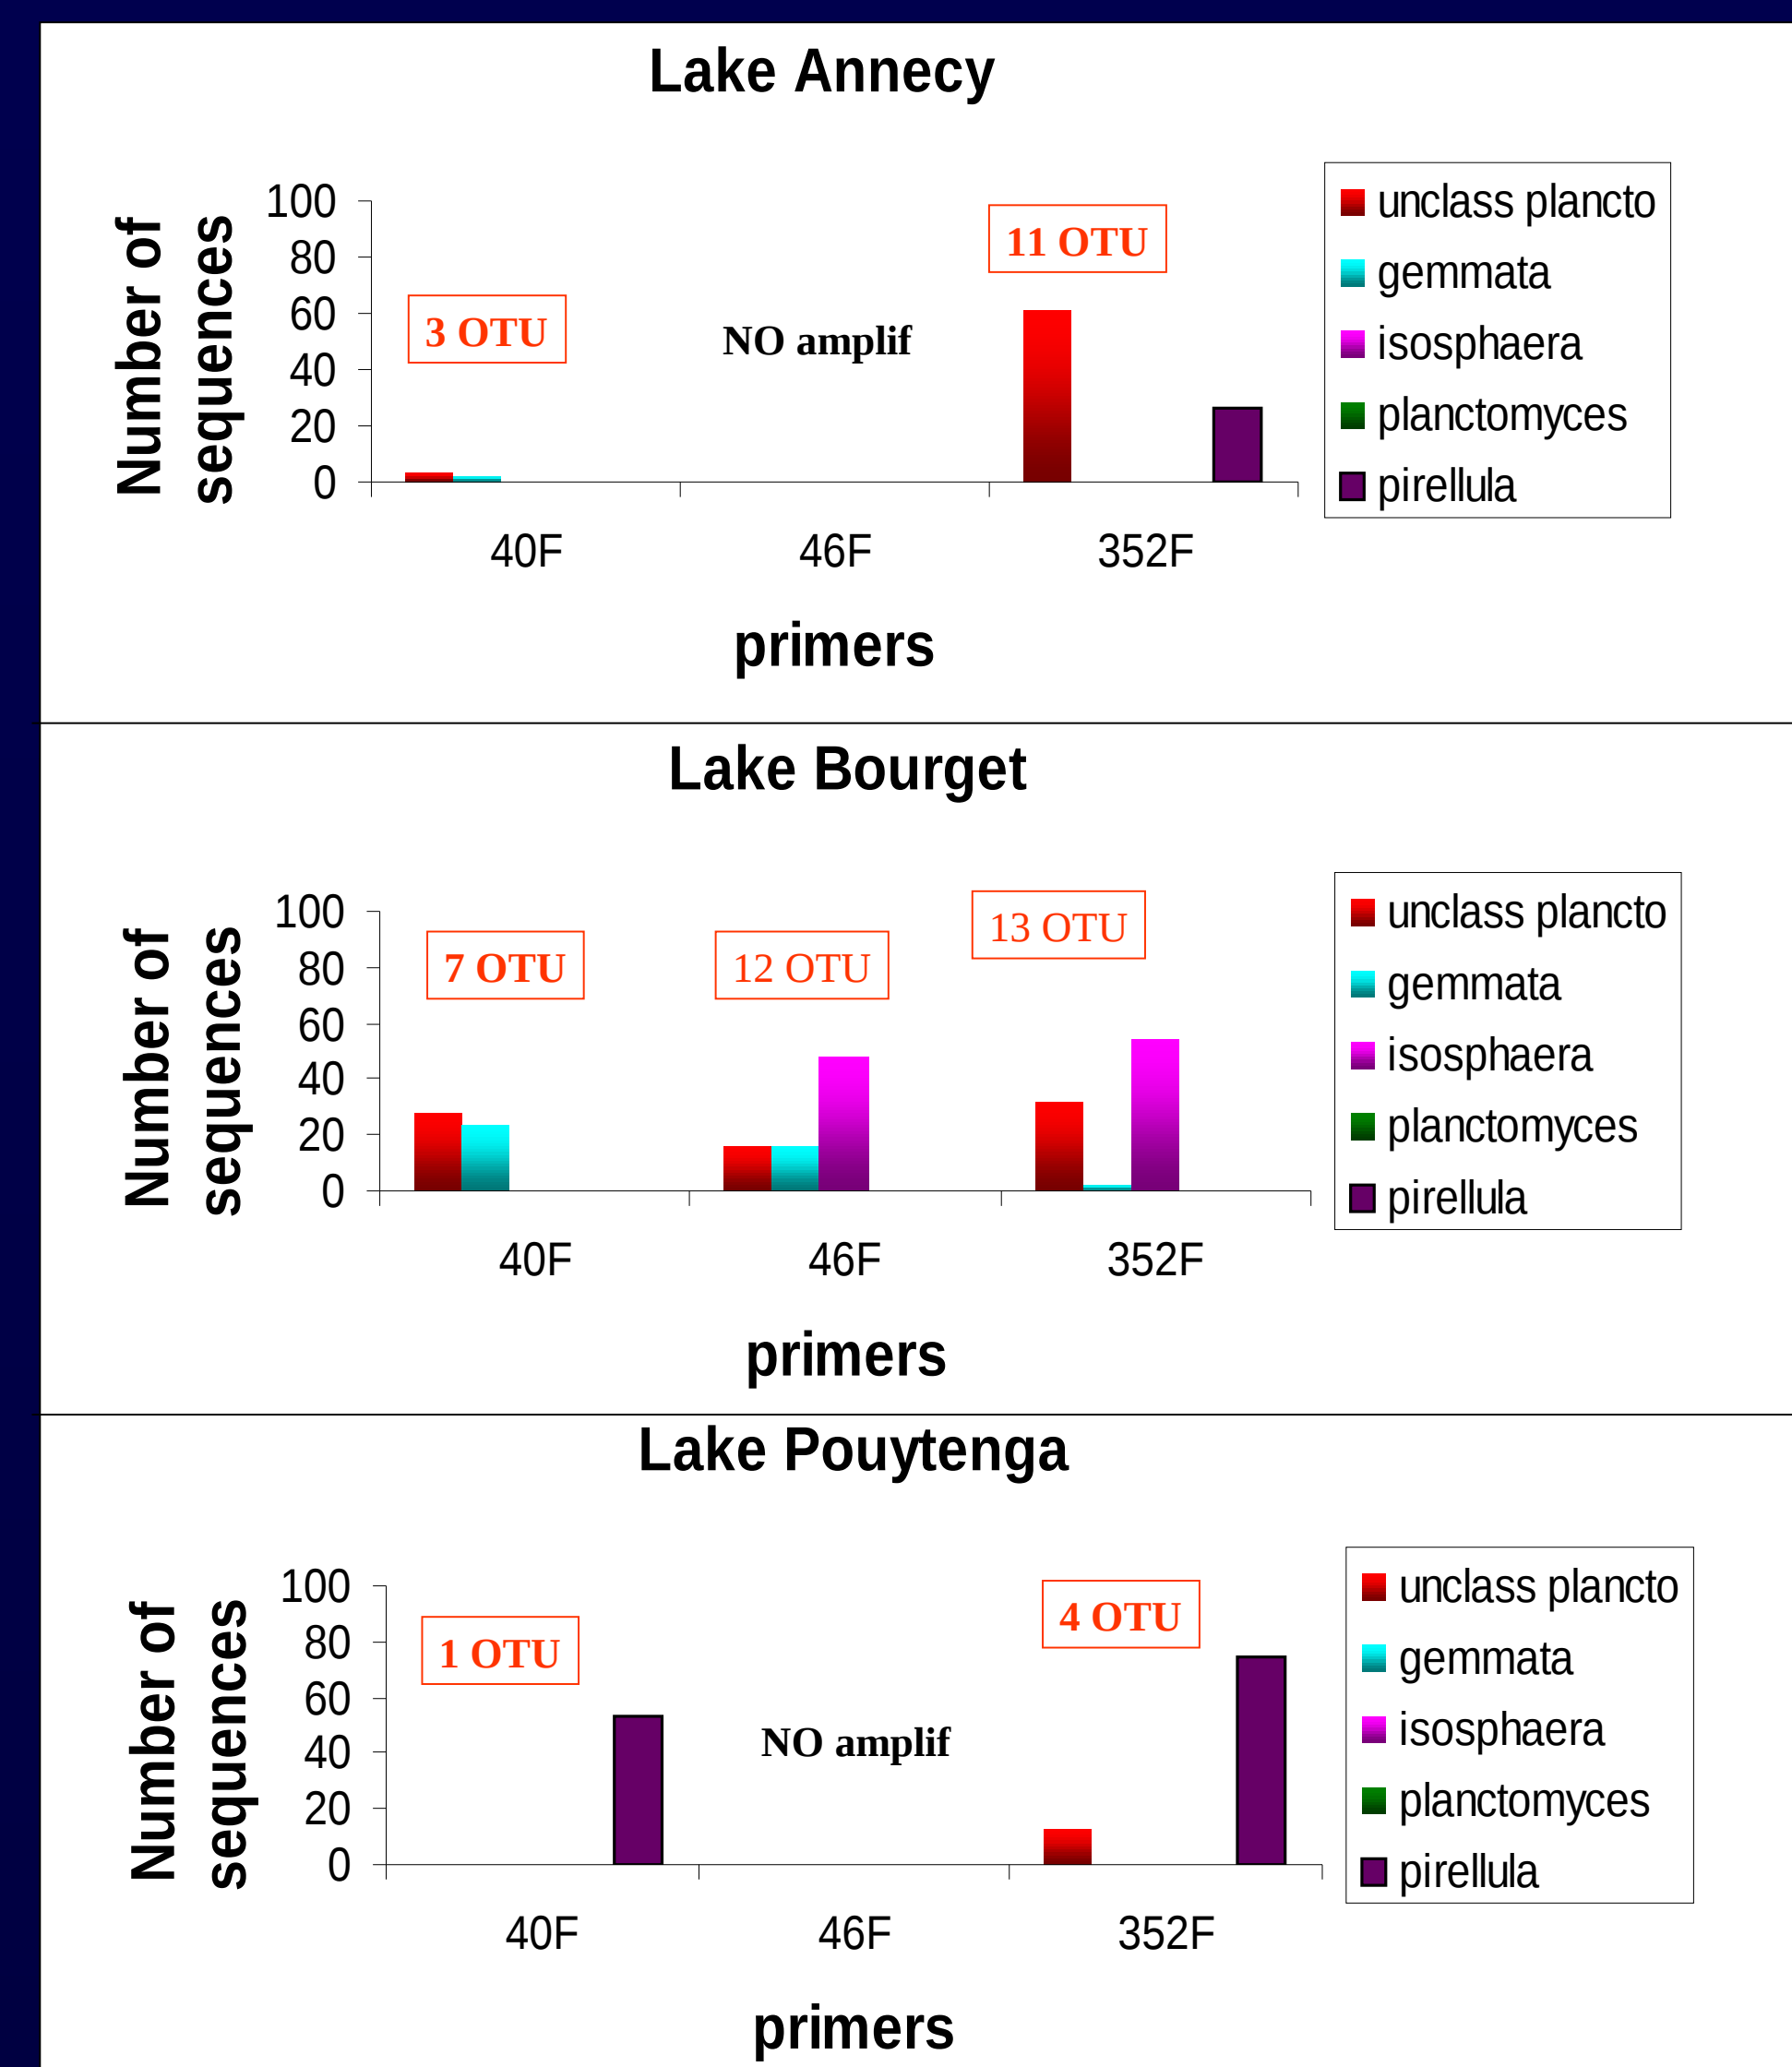 Lake Annecy
Number of
sequences
100
80
60
40
20
0
3 OTU
NO amplif
11 OTU
40F
46F
352F
primers
unclass plancto
gemmata
isosphaera
planctomyces
pirellula
Lake Bourget
Number of
sequences
100
80
60
40
20
0
7 OTU
12 OTU
13 OTU
40F
46F
352F
primers
unclass plancto
gemmata
isosphaera
planctomyces
pirellula
Lake Pouytenga
Number of
sequences
100
80
60
40
20
0
1 OTU
NO amplif
4 OTU
40F
46F
352F
primers
unclass plancto
gemmata
isosphaera
planctomyces
pirellula